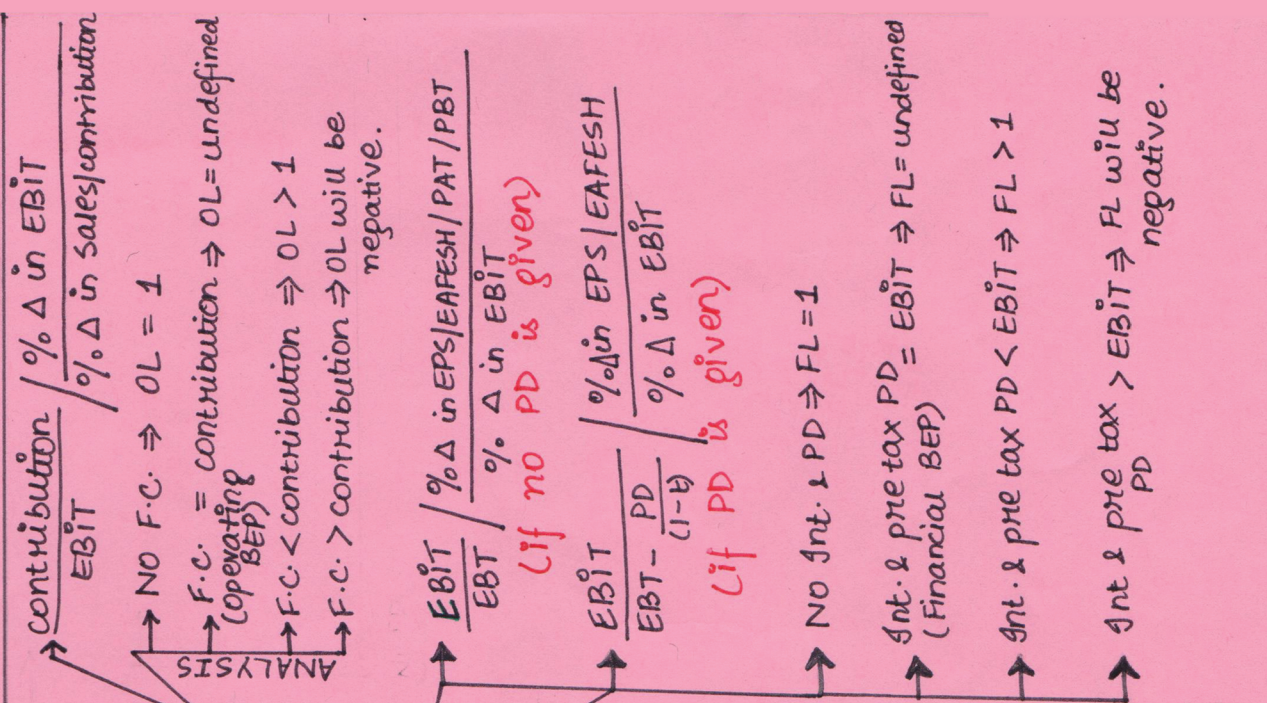 contribution / % Δ in EBIT
EBIT / % Δ in sales/contribution
ANALYSIS
→ NO F.C. ⇒ OL = 1
→ F.C. = contribution ⇒ OL = undefined
(operating BEP)
→ F.C. < contribution ⇒ OL > 1
→ F.C. > contribution ⇒ OL will be
negative.
EBIT / % Δ in EPS/EAFESH/PAT/PBT
EBT / % Δ in EBIT
(if no PD is given)
EBIT / %Δin EPS/EAFESH
EBT - PD/(1-t) / %Δ in EBIT
(if PD is given)
→ NO Int. & PD ⇒ FL = 1
→ Int. & pre tax PD = EBIT ⇒ FL = undefined
(Financial BEP)
→ Int. & pre tax PD < EBIT ⇒ FL > 1
→ Int & pre tax PD > EBIT ⇒ FL will be
negative.